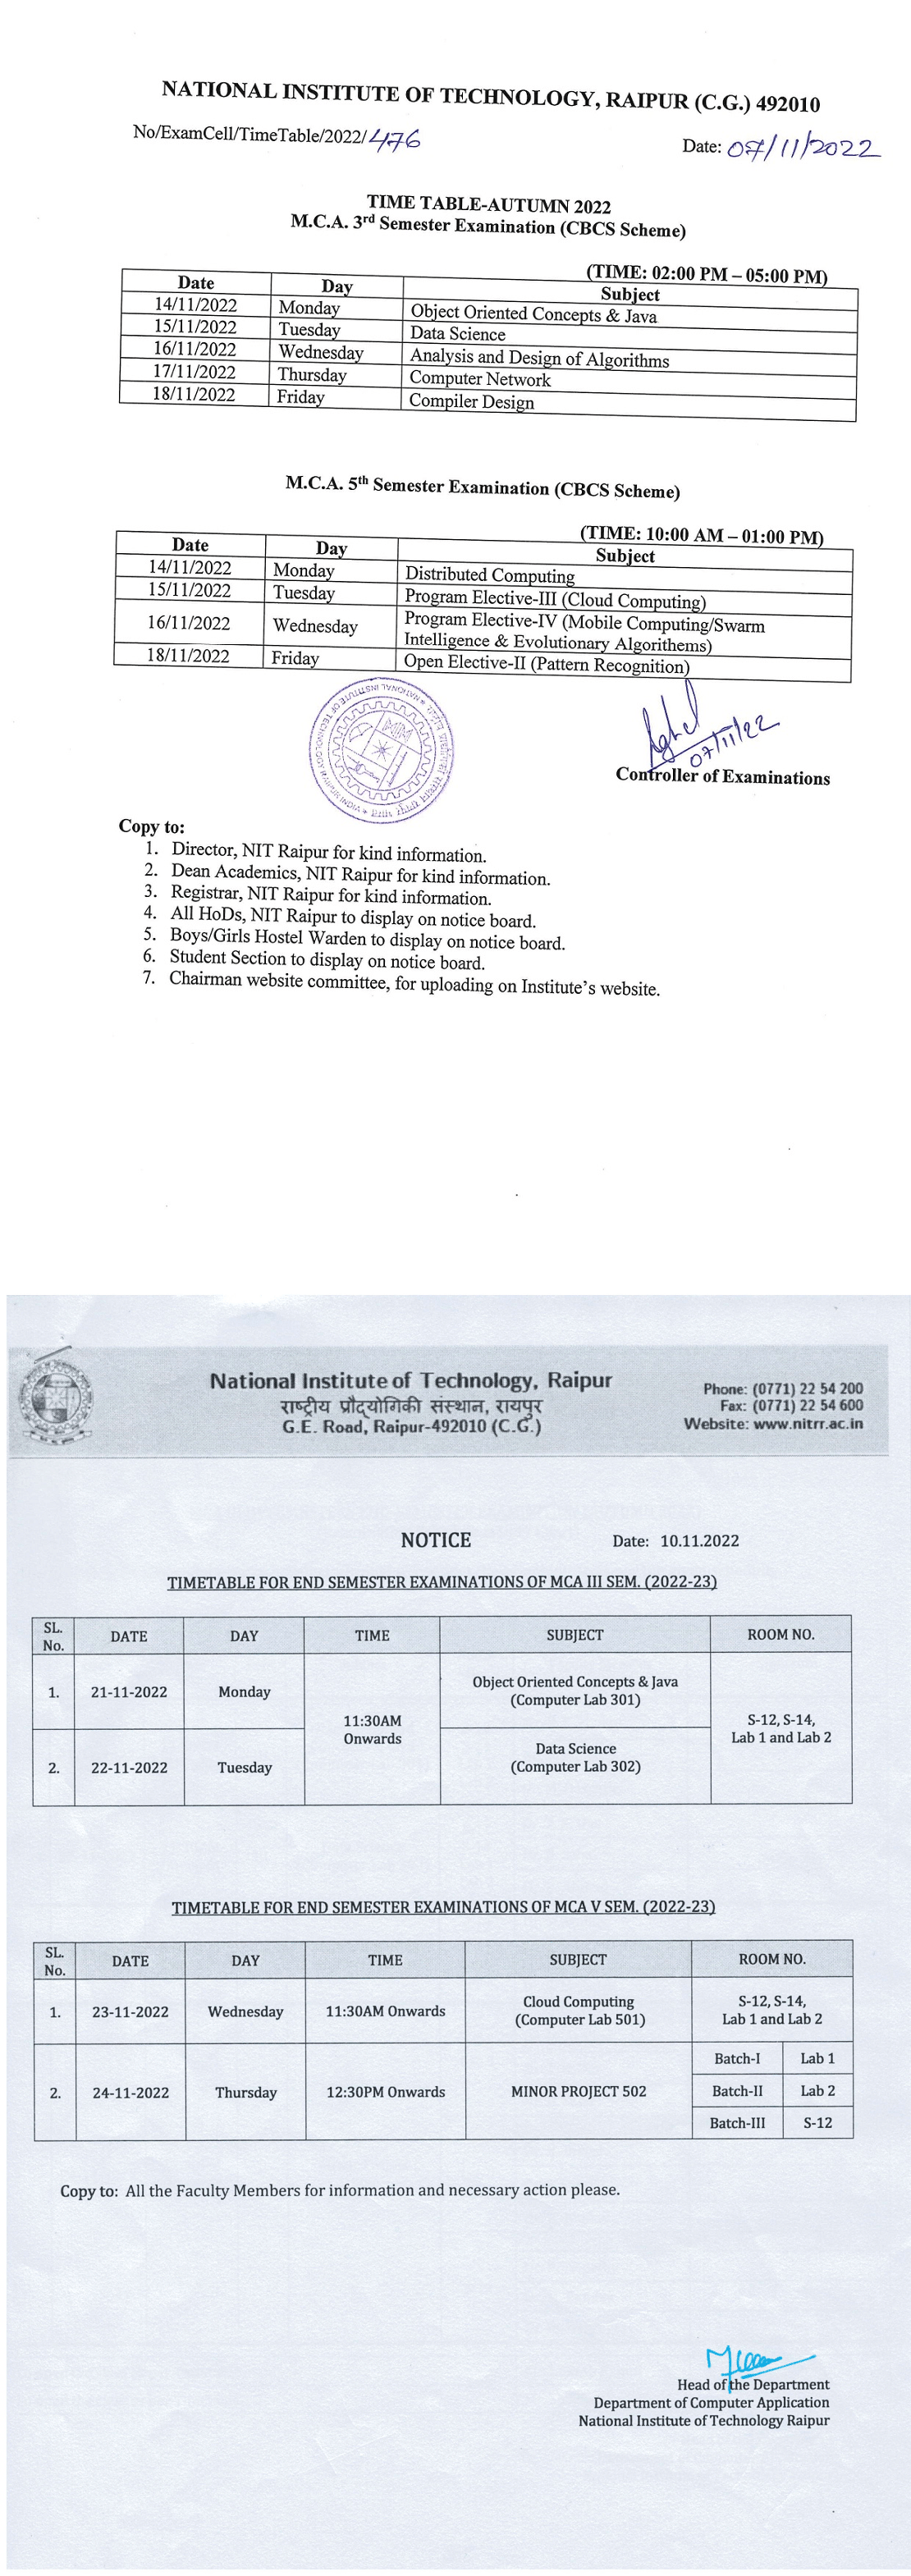 NATIONAL INSTITUTE OF TECHNOLOGY, RAIPUR (C.G.) 492010
No/ExamCell/TimeTable/2022/476 Date: 07/11/2022
TIME TABLE-AUTUMN 2022
M.C.A. 3rd Semester Examination (CBCS Scheme)
(TIME: 02:00 PM – 05:00 PM)
Date Day Subject
14/11/2022 Monday Object Oriented Concepts & Java
15/11/2022 Tuesday Data Science
16/11/2022 Wednesday Analysis and Design of Algorithms
17/11/2022 Thursday Computer Network
18/11/2022 Friday Compiler Design
M.C.A. 5th Semester Examination (CBCS Scheme)
(TIME: 10:00 AM – 01:00 PM)
Date Day Subject
14/11/2022 Monday Distributed Computing
15/11/2022 Tuesday Program Elective-III (Cloud Computing)
16/11/2022 Wednesday Program Elective-IV (Mobile Computing/Swarm
Intelligence & Evolutionary Algorithems)
18/11/2022 Friday Open Elective-II (Pattern Recognition)
NATIONAL INSTITUTE OF TECHNOLOGY RAIPUR INDIA
07/11/22
Controller of Examinations
Copy to:
1. Director, NIT Raipur for kind information.
2. Dean Academics, NIT Raipur for kind information.
3. Registrar, NIT Raipur for kind information.
4. All HoDs, NIT Raipur to display on notice board.
5. Boys/Girls Hostel Warden to display on notice board.
6. Student Section to display on notice board.
7. Chairman website committee, for uploading on Institute's website.
National Institute of Technology, Raipur
राष्ट्रीय प्रौद्योगिकी संस्थान, रायपुर
G.E. Road, Raipur-492010 (C.G.)
Phone: (0771) 22 54 200
Fax: (0771) 22 54 600
Website: www.nitrr.ac.in
NOTICE Date: 10.11.2022
TIMETABLE FOR END SEMESTER EXAMINATIONS OF MCA III SEM. (2022-23)
SL. No. DATE DAY TIME SUBJECT ROOM NO.
1. 21-11-2022 Monday Object Oriented Concepts & Java
(Computer Lab 301)
11:30AM
Onwards
S-12, S-14,
Lab 1 and Lab 2
2. 22-11-2022 Tuesday Data Science
(Computer Lab 302)
TIMETABLE FOR END SEMESTER EXAMINATIONS OF MCA V SEM. (2022-23)
SL. No. DATE DAY TIME SUBJECT ROOM NO.
1. 23-11-2022 Wednesday 11:30AM Onwards Cloud Computing
(Computer Lab 501)
S-12, S-14,
Lab 1 and Lab 2
2. 24-11-2022 Thursday 12:30PM Onwards MINOR PROJECT 502
Batch-I Lab 1
Batch-II Lab 2
Batch-III S-12
Copy to: All the Faculty Members for information and necessary action please.
Head of the Department
Department of Computer Application
National Institute of Technology Raipur